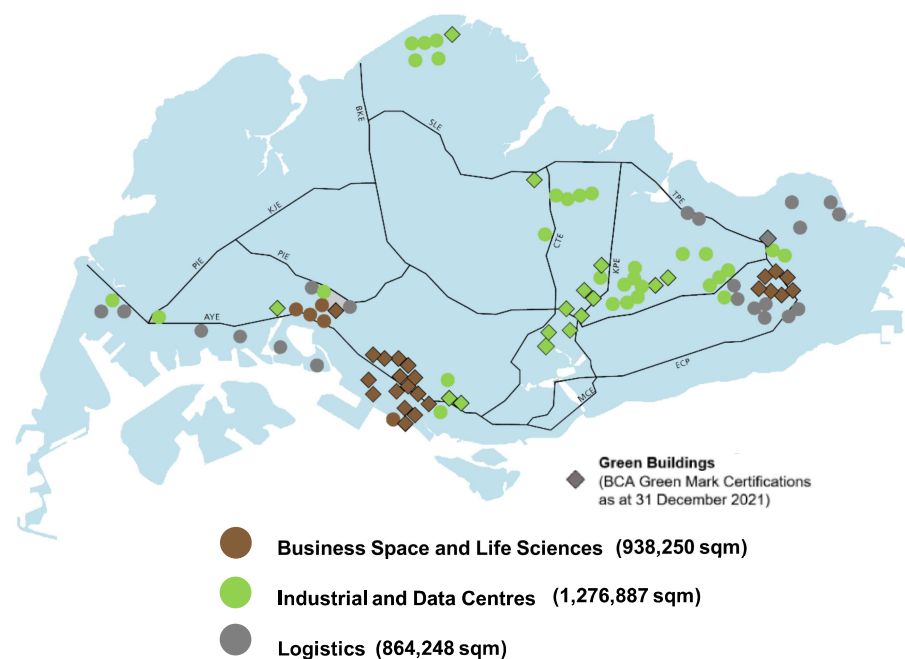 BKE
SLE
TPE
KJE
CTE
KPE
PIE
PIE
AYE
ECP
MCE
Green Buildings
(BCA Green Mark Certifications
as at 31 December 2021)
Business Space and Life Sciences (938,250 sqm)
Industrial and Data Centres (1,276,887 sqm)
Logistics (864,248 sqm)